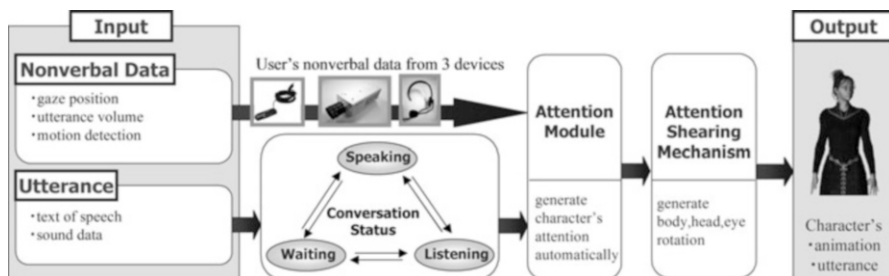 Input
Nonverbal Data
・gaze position
・utterance volume
・motion detection
Utterance
・text of speech
・sound data
User's nonverbal data from 3 devices
Speaking
Conversation
Status
Waiting
Listening
Attention
Module
generate
character's
attention
automatically
Attention
Shearing
Mechanism
generate
body,head,eye
rotation
Output
Character's
・animation
・utterance